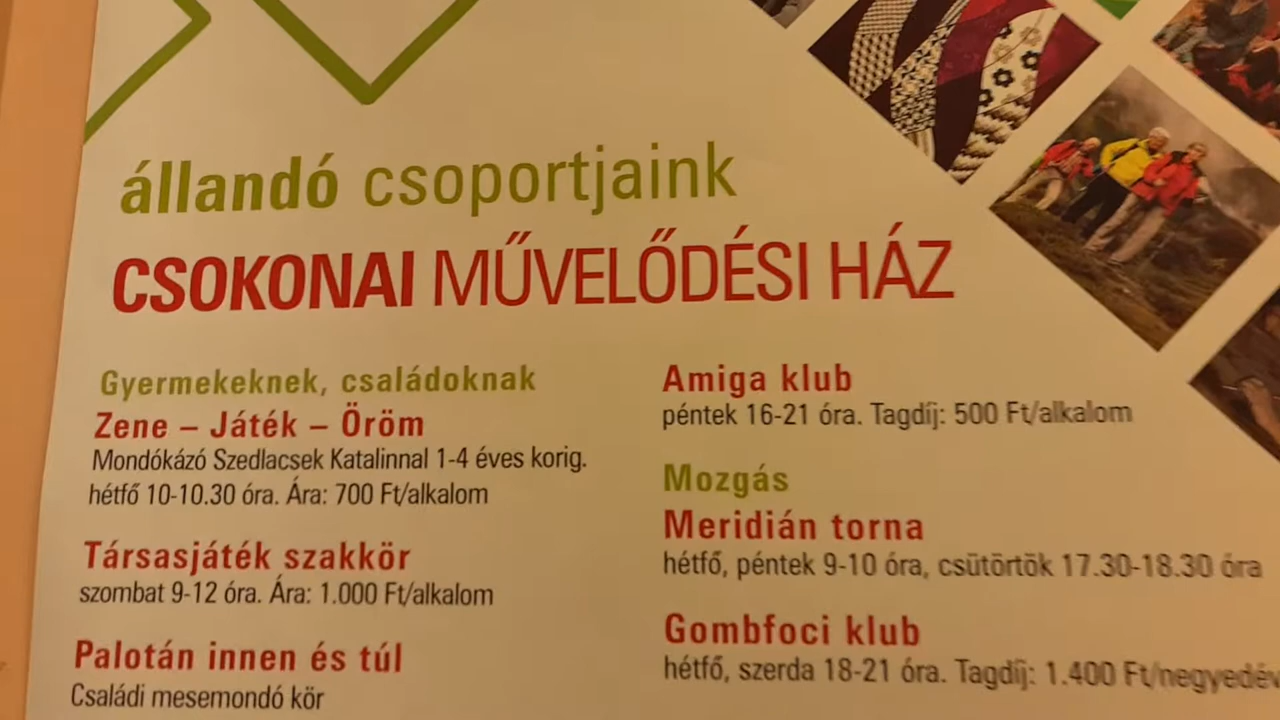 állandó csoportjaink
CSOKONAI MŰVELŐDÉSI HÁZ
Gyermekeknek, családoknak
Zene – Játék – Öröm
Mondókázó Szedlacsek Katalinnal 1-4 éves korig.
hétfő 10-10.30 óra. Ára: 700 Ft/alkalom
Társasjáték szakkör
szombat 9-12 óra. Ára: 1.000 Ft/alkalom
Palotán innen és túl
Családi mesemondó kör
Amiga klub
péntek 16-21 óra. Tagdíj: 500 Ft/alkalom
Mozgás
Meridián torna
hétfő, péntek 9-10 óra, csütörtök 17.30-18.30 óra
Gombfoci klub
hétfő, szerda 18-21 óra. Tagdíj: 1.400 Ft/negyedév